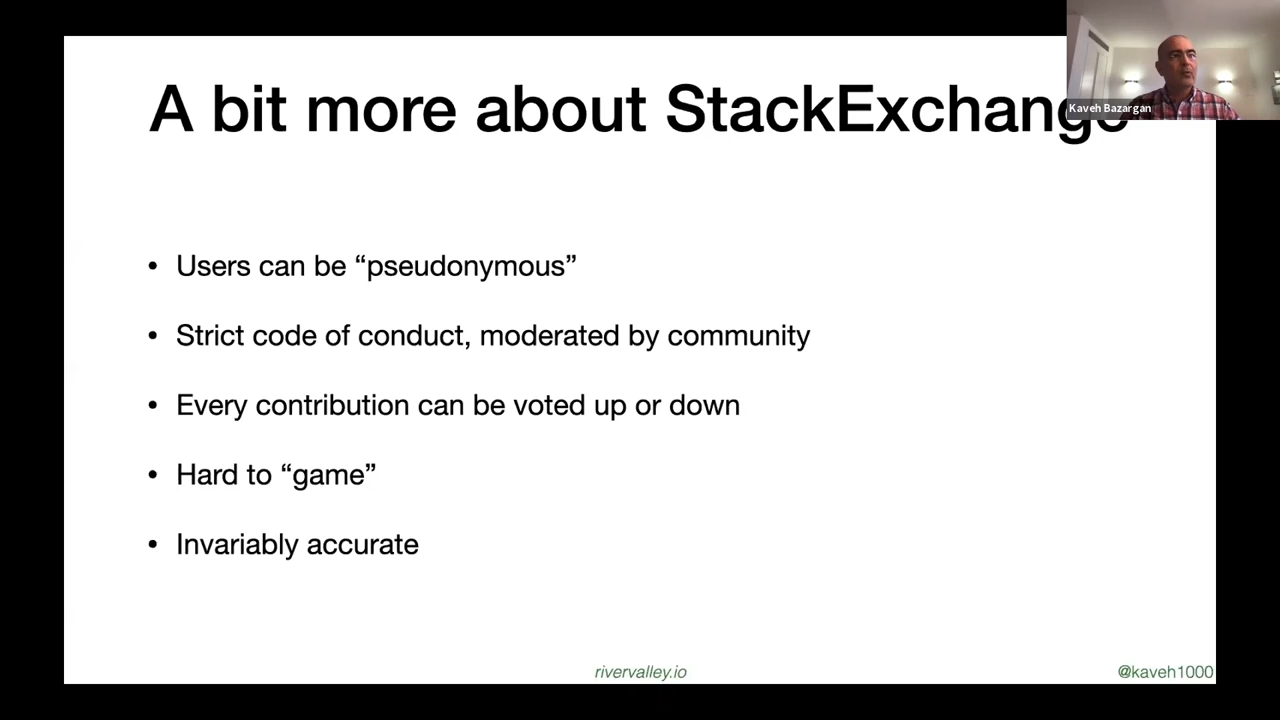 A bit more about StackExchange
Kaveh Bazargan
• Users can be “pseudonymous”
• Strict code of conduct, moderated by community
• Every contribution can be voted up or down
• Hard to “game”
• Invariably accurate
rivervalley.io
@kaveh1000